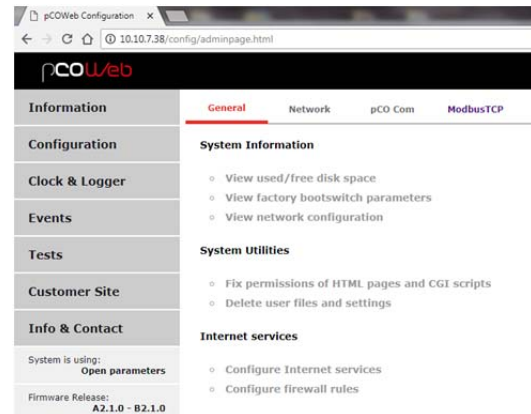 pCOWeb Configuration
10.10.7.38/config/adminpage.html
pCOWeb
Information
Configuration
Clock & Logger
Events
Tests
Customer Site
Info & Contact
System is using:
Open parameters
Firmware Release:
A2.1.0 - B2.1.0
General Network pCO Com ModbusTCP
System Information
View used/free disk space
View factory bootswitch parameters
View network configuration
System Utilities
Fix permissions of HTML pages and CGI scripts
Delete user files and settings
Internet services
Configure Internet services
Configure firewall rules